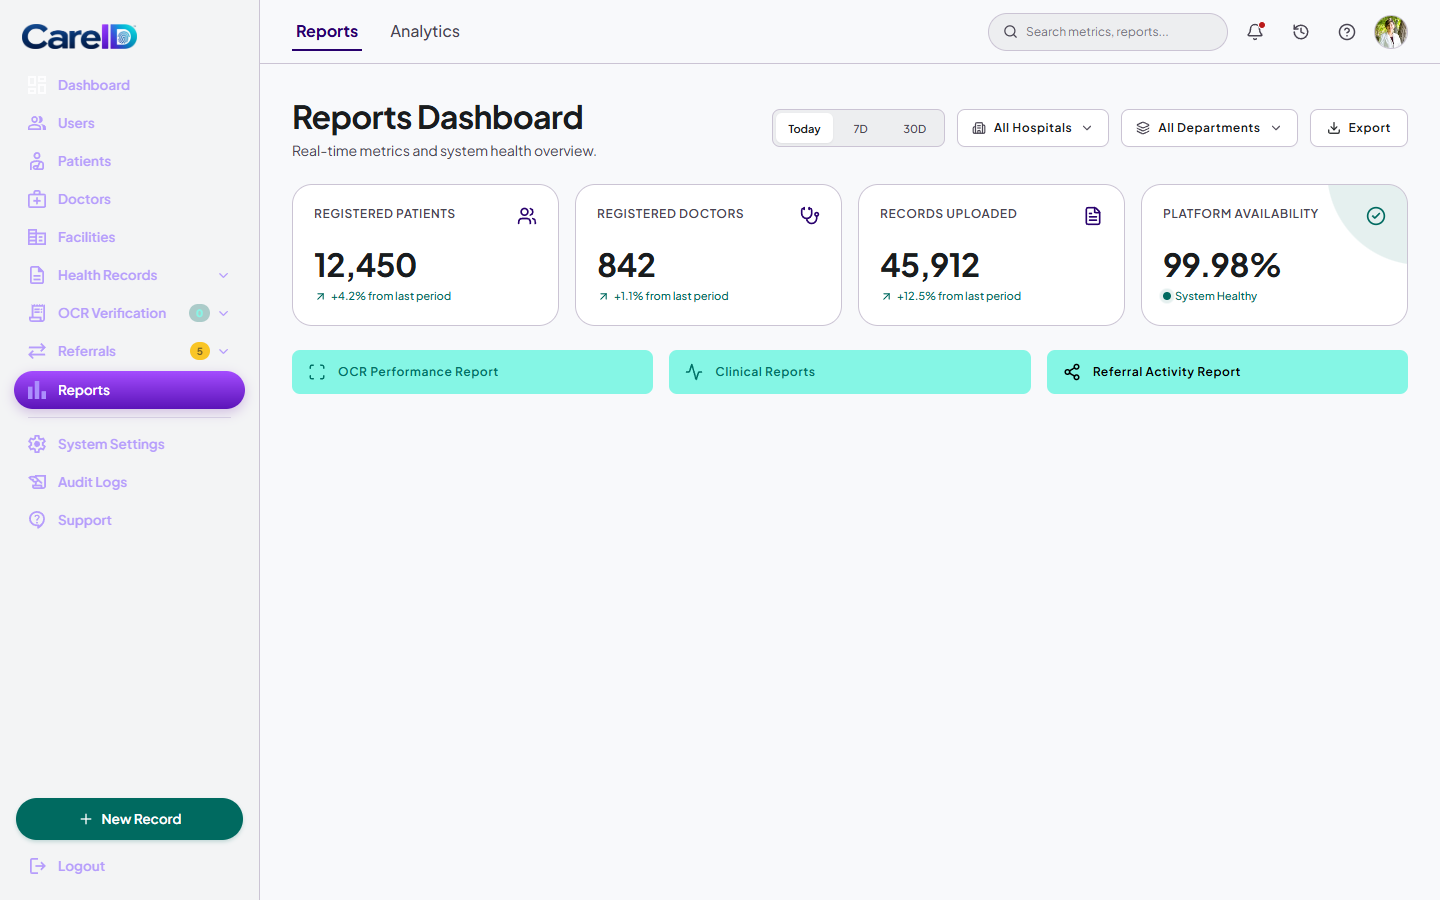 CareID
Dashboard
Users
Patients
Doctors
Facilities
Health Records
OCR Verification 0
Referrals 5
Reports
System Settings
Audit Logs
Support
New Record
Logout
Reports Analytics
Search metrics, reports...
Reports Dashboard
Real-time metrics and system health overview.
Today 7D 30D
All Hospitals
All Departments
Export
REGISTERED PATIENTS
12,450
+4.2% from last period
REGISTERED DOCTORS
842
+1.1% from last period
RECORDS UPLOADED
45,912
+12.5% from last period
PLATFORM AVAILABILITY
99.98%
System Healthy
OCR Performance Report
Clinical Reports
Referral Activity Report